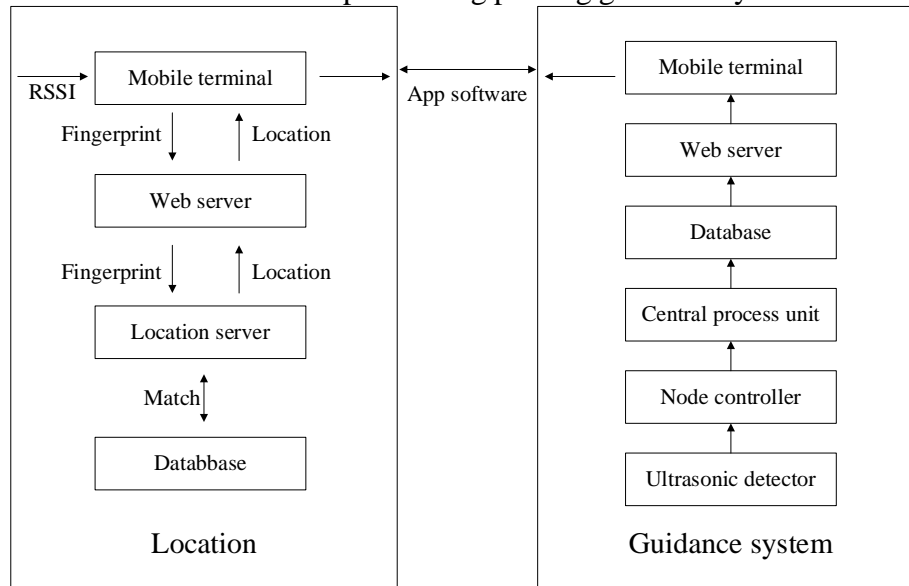 Mobile terminal
RSSI
Fingerprint
Location
Web server
Fingerprint
Location
Location server
Match
Databbase
Location
App software
Mobile terminal
Web server
Database
Central process unit
Node controller
Ultrasonic detector
Guidance system